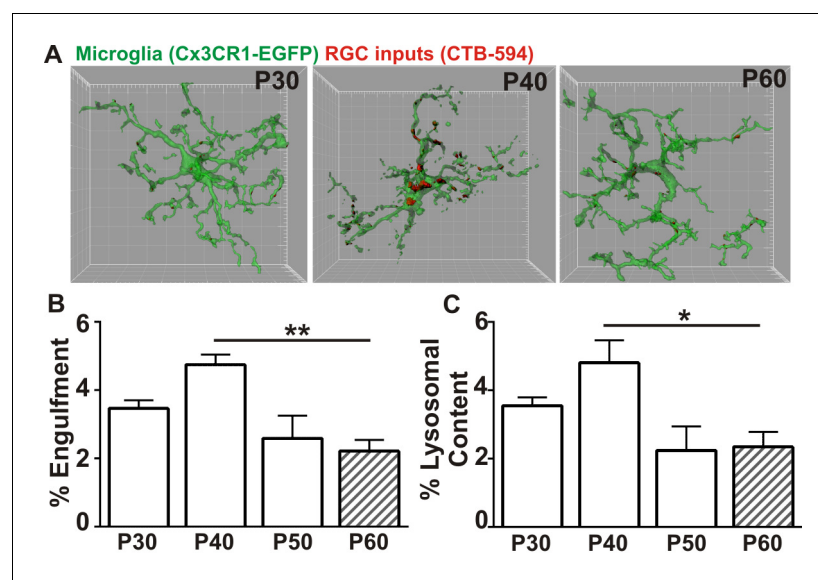 A Microglia (Cx3CR1-EGFP) RGC inputs (CTB-594)
P30
P40
P60
B
% Engulfment
6
4
2
0
**
P30 P40 P50 P60
C
% Lysosomal
Content
6
4
2
0
*
P30 P40 P50 P60